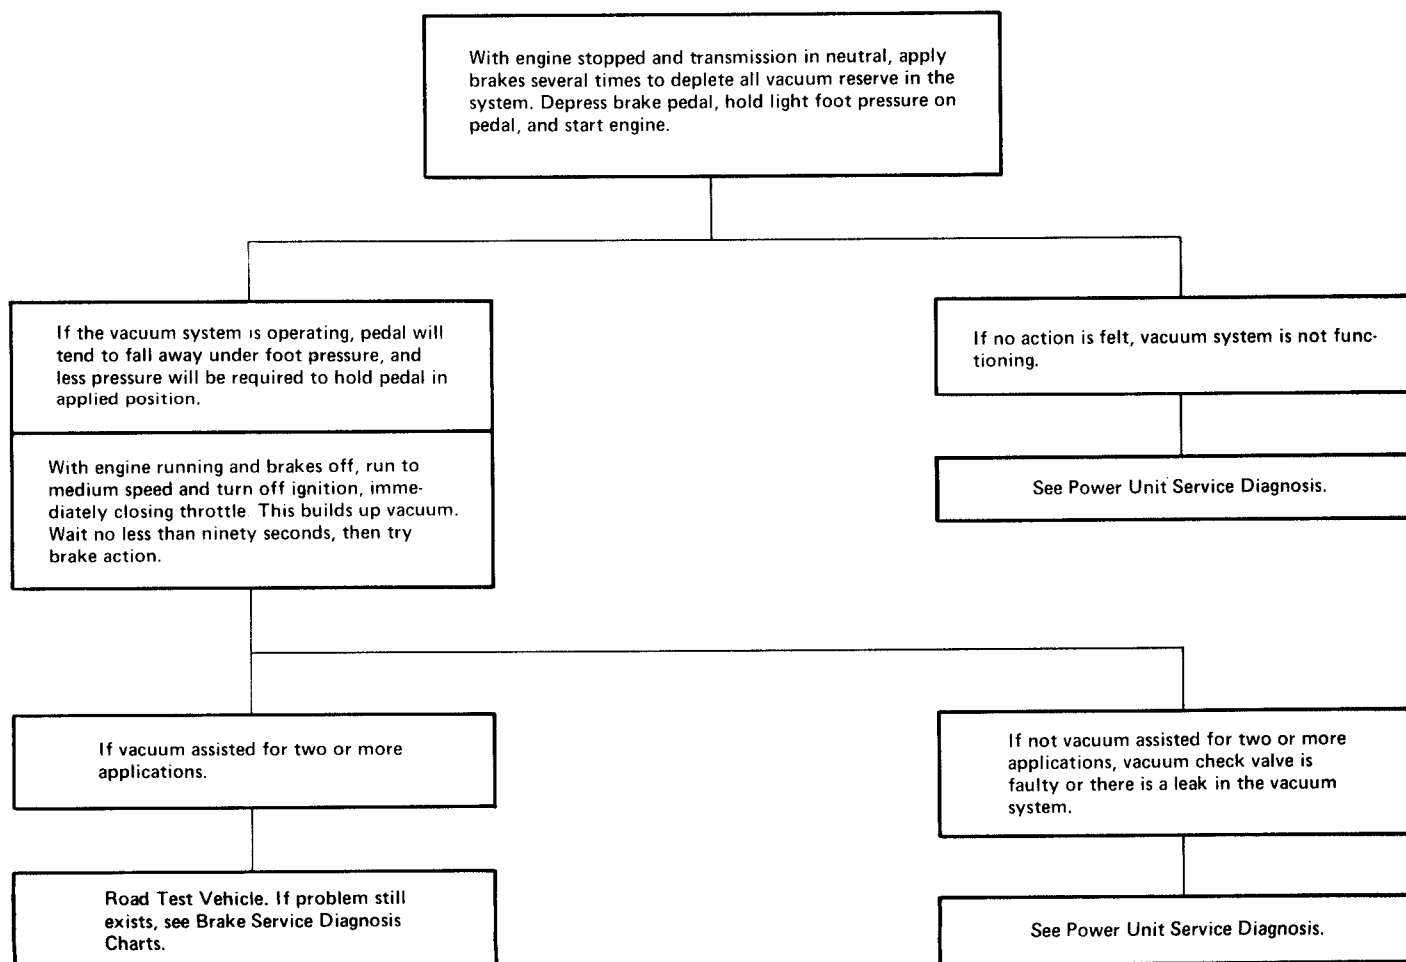 With engine stopped and transmission in neutral, apply
brakes several times to deplete all vacuum reserve in the
system. Depress brake pedal, hold light foot pressure on
pedal, and start engine.
If the vacuum system is operating, pedal will
tend to fall away under foot pressure, and
less pressure will be required to hold pedal in
applied position.
If no action is felt, vacuum system is not func-
tioning.
With engine running and brakes off, run to
medium speed and turn off ignition, imme-
diately closing throttle. This builds up vacuum.
Wait no less than ninety seconds, then try
brake action.
See Power Unit Service Diagnosis.
If vacuum assisted for two or more
applications.
If not vacuum assisted for two or more
applications, vacuum check valve is
faulty or there is a leak in the vacuum
system.
Road Test Vehicle. If problem still
exists, see Brake Service Diagnosis
Charts.
See Power Unit Service Diagnosis.